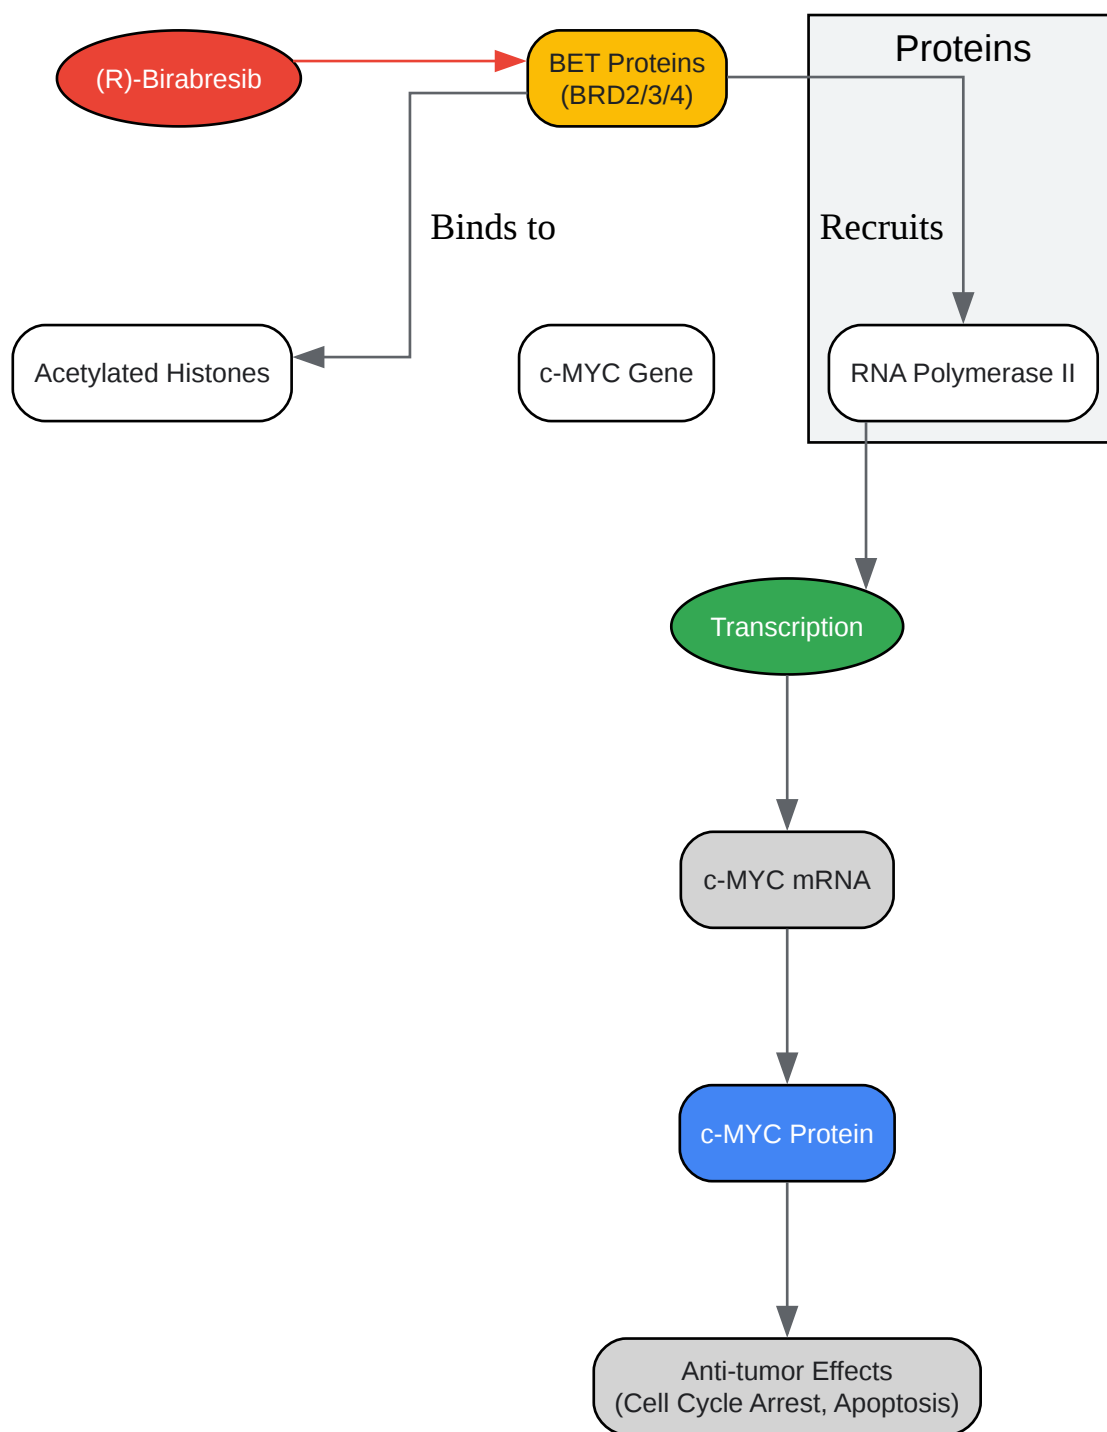 Proteins
(R)-Birabresib
BET Proteins
(BRD2/3/4)
Binds to
Recruits
Acetylated Histones
c-MYC Gene
RNA Polymerase II
Transcription
c-MYC mRNA
c-MYC Protein
Anti-tumor Effects
(Cell Cycle Arrest, Apoptosis)